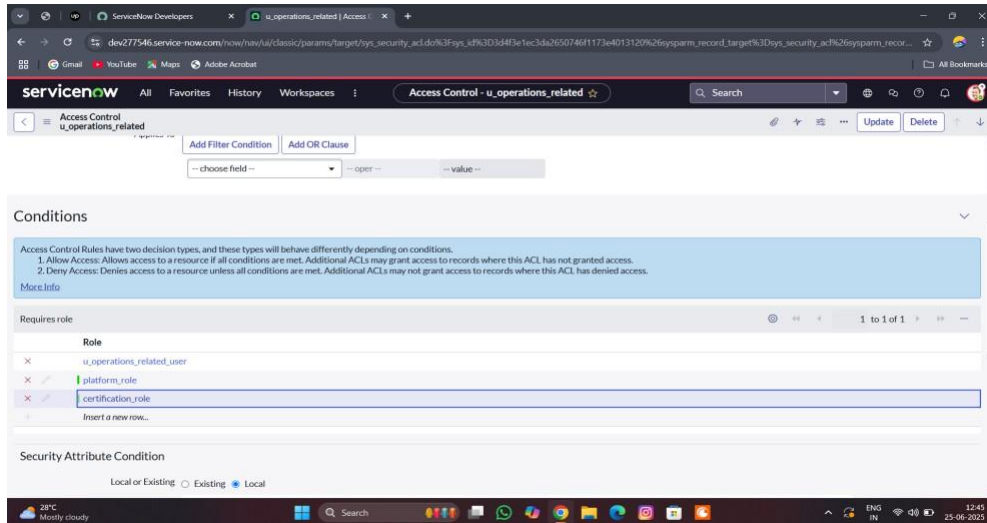 ServiceNow Developers
u_operations_related | Access C
dev277546.service-now.com/now/nav/ui/classic/params/target/sys_security_acl.do%3Fsys_id%3D3d4f3e1ec3da2650746f1173e4013120%26sysparm_record_target%3Dsys_security_acl%26sysparm_recor...
Gmail YouTube Maps Adobe Acrobat All Bookmarks
servicenow All Favorites History Workspaces Access Control - u_operations_related Search
Access Control
u_operations_related
Update Delete
Add Filter Condition Add OR Clause
-- choose field -- -- oper -- -- value --
Conditions
Access Control Rules have two decision types, and these types will behave differently depending on conditions.
1. Allow Access: Allows access to a resource if all conditions are met. Additional ACLs may grant access to records where this ACL has not granted access.
2. Deny Access: Denies access to a resource unless all conditions are met. Additional ACLs may not grant access to records where this ACL has denied access.
More Info
Requires role 1 to 1 of 1
Role
u_operations_related_user
platform_role
certification_role
Insert a new row...
Security Attribute Condition
Local or Existing Existing Local
28°C
Mostly cloudy
Search
ENG
IN
12:45
25-06-2025